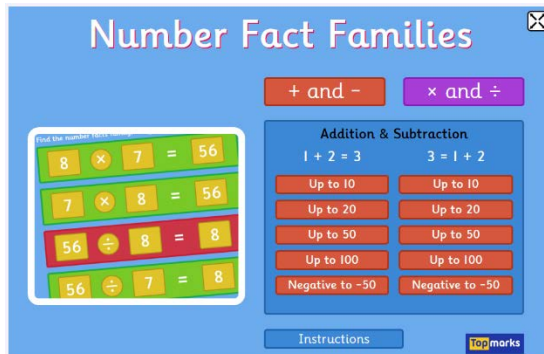 Number Fact Families
+ and -
× and ÷
Find the number facts
8 × 7 = 56
7 × 8 = 56
56 ÷ 8 = 8
56 ÷ 7 = 8
Addition & Subtraction
1 + 2 = 3
3 = 1 + 2
Up to 10
Up to 10
Up to 20
Up to 20
Up to 50
Up to 50
Up to 100
Up to 100
Negative to -50
Negative to -50
Instructions
Topmarks